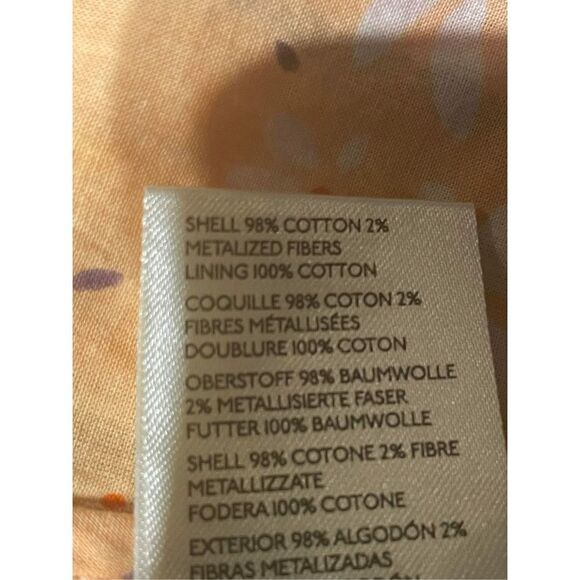 SHELL 98% COTTON 2%
METALIZED FIBERS
LINING 100% COTTON
COQUILLE 98% COTON 2%
FIBRES MÉTALLISÉES
DOUBLURE 100% COTON
OBERSTOFF 98% BAUMWOLLE
2% METALLISIERTE FASER
FUTTER 100% BAUMWOLLE
SHELL 98% COTONE 2% FIBRE
METALLIZZATE
FODERA 100% COTONE
EXTERIOR 98% ALGODÓN 2%
FIBRAS METALIZADAS